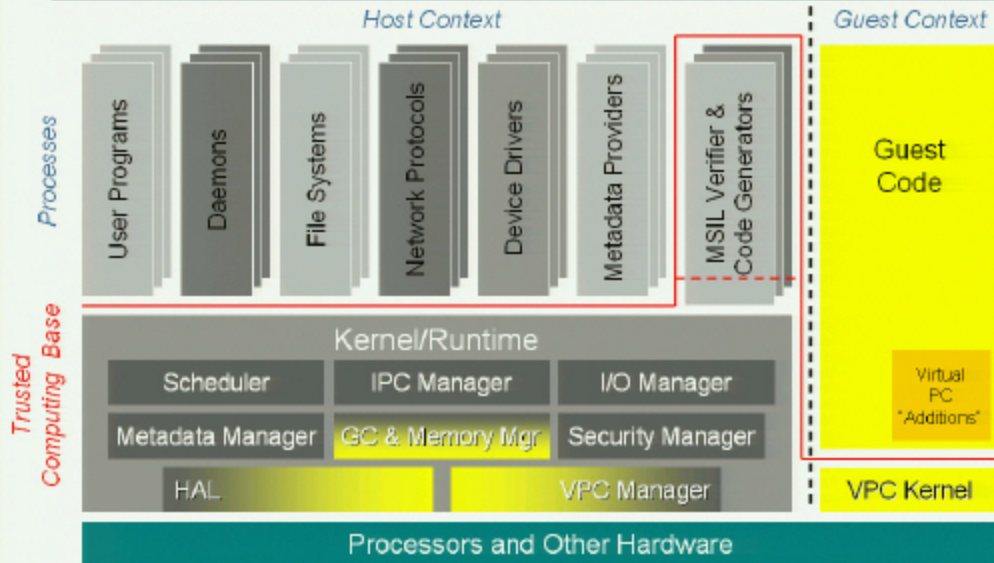 Host Context
Guest Context
Processes
User Programs
Daemons
File Systems
Network Protocols
Device Drivers
Metadata Providers
MSIL Verifier &
Code Generators
Guest
Code
Virtual
PC
"Additions"
Trusted
Computing Base
Kernel/Runtime
Scheduler
IPC Manager
I/O Manager
Metadata Manager
GC & Memory Mgr
Security Manager
HAL
VPC Manager
VPC Kernel
Processors and Other Hardware